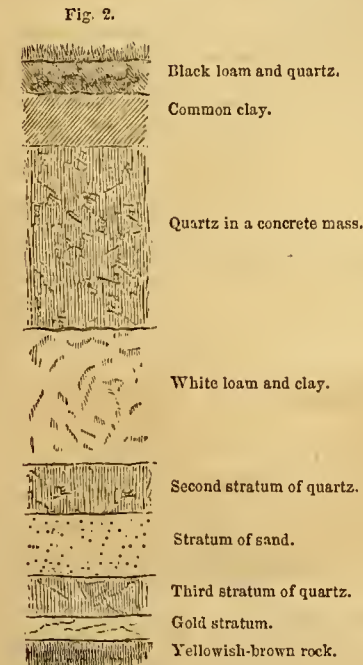 Fig. 2.
Black loam and quartz.
Common clay.
Quartz in a concrete mass.
White loam and clay.
Second stratum of quartz.
Stratum of sand.
Third stratum of quartz.
Gold stratum.
Yellowish-brown rock.